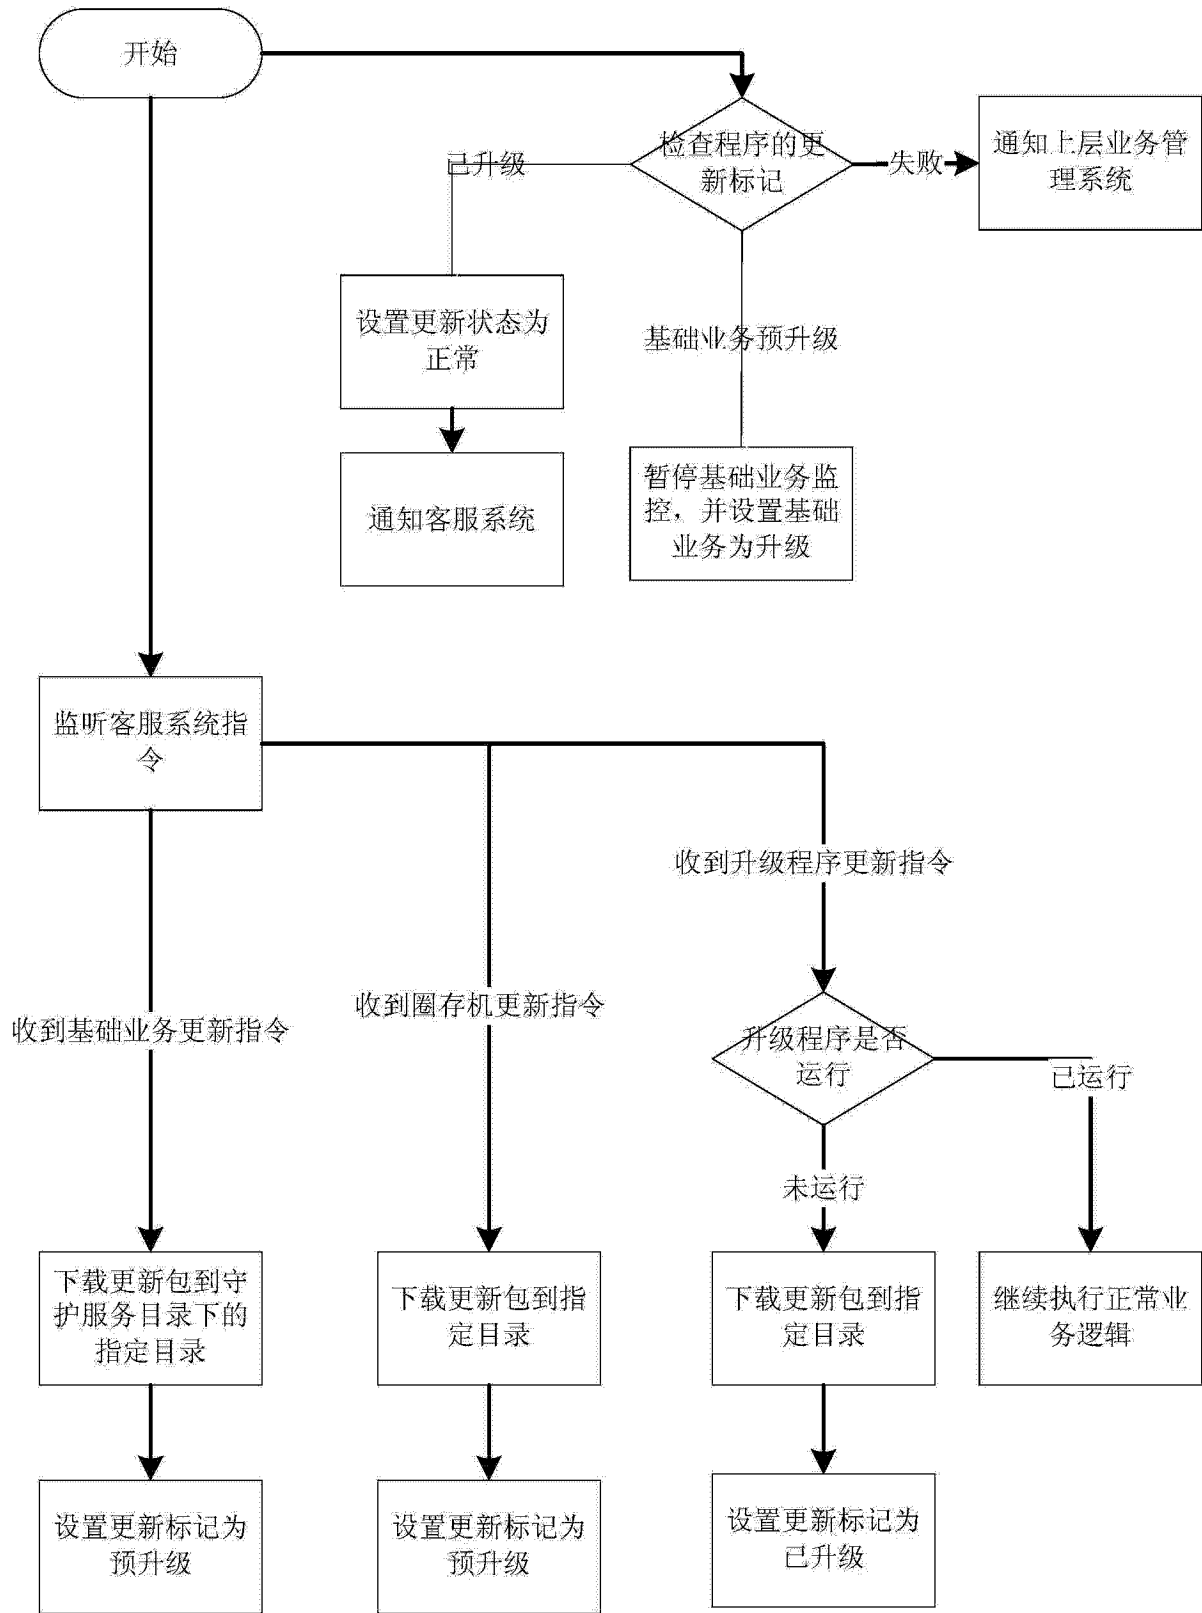 开始
检查程序的更
新标记
已升级
失败
通知上层业务管
理系统
设置更新状态为
正常
基础业务预升级
通知客服系统
暂停基础业务监
控，并设置基础
业务为升级
监听客服系统指
令
收到升级程序更新指令
收到圈存机更新指令
收到基础业务更新指令
升级程序是否
运行
已运行
未运行
下载更新包到守
护服务目录下的
指定目录
下载更新包到指
定目录
下载更新包到指
定目录
继续执行正常业
务逻辑
设置更新标记为
预升级
设置更新标记为
预升级
设置更新标记为
已升级